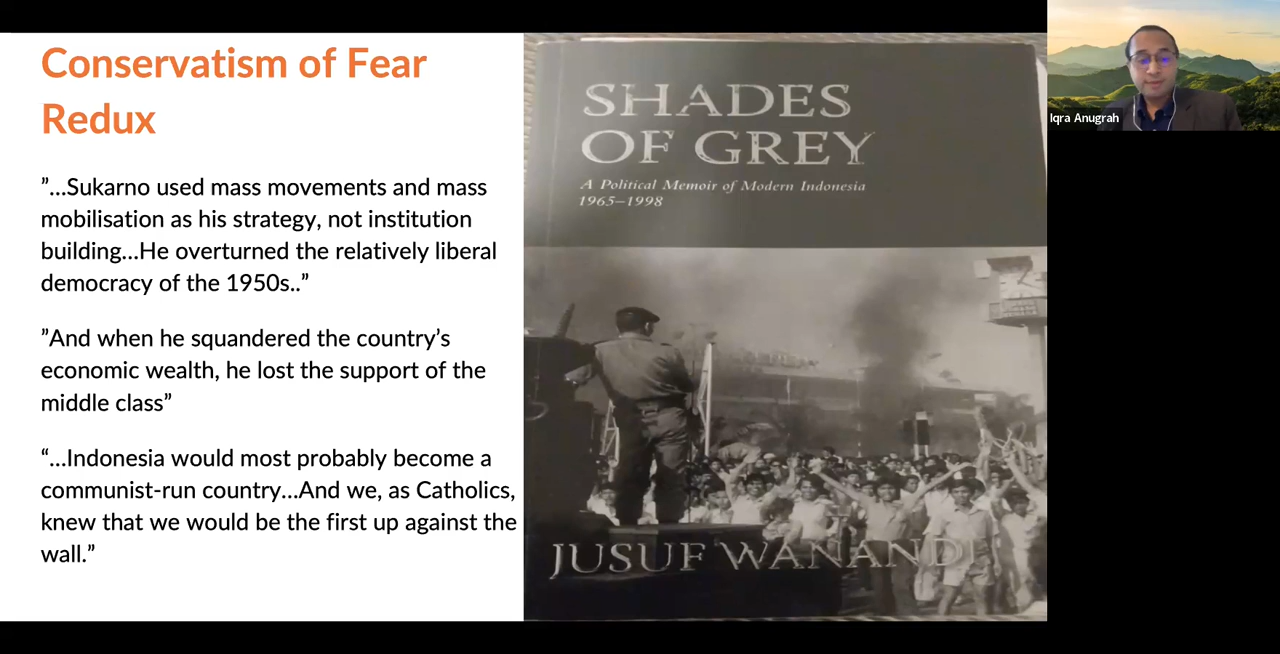 Conservatism of Fear
Redux
”...Sukarno used mass movements and mass
mobilisation as his strategy, not institution
building...He overturned the relatively liberal
democracy of the 1950s..”
”And when he squandered the country’s
economic wealth, he lost the support of the
middle class”
“...Indonesia would most probably become a
communist-run country...And we, as Catholics,
knew that we would be the first up against the
wall.”
SHADES
OF GREY
A Political Memoir of Modern Indonesia
1965–1998
JUSUF WANANDI
Iqra Anugrah